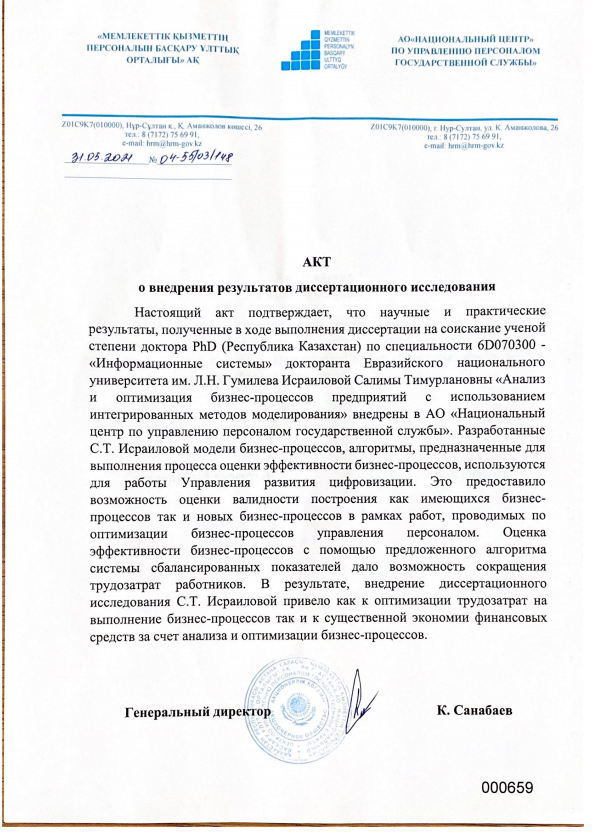 «МЕМЛЕКЕТТІК ҚЫЗМЕТТІҢ
ПЕРСОНАЛЫН БАСҚАРУ ҰЛТТЫҚ
ОРТАЛЫҒЫ» АҚ
MEMLEKETTIK
QYZMETTIŃ
PERSONALYN
BASQARÝ
ULTTYQ
ORTALYǴY
АО«НАЦИОНАЛЬНЫЙ ЦЕНТР»
ПО УПРАВЛЕНИЮ ПЕРСОНАЛОМ
ГОСУДАРСТВЕННОЙ СЛУЖБЫ»
Z01C9K7(010000), Нұр-Сұлтан қ., Қ. Аманжолов көшесі, 26
тел.: 8 (7172) 75 69 91,
e-mail: hrm@hrm-gov.kz
Z01C9K7(010000), г. Нур-Султан, ул. К. Аманжолова, 26
тел.: 8 (7172) 75 69 91,
e-mail: hrm@hrm-gov.kz
31.05.2021 № 04-55/03/148
АКТ
о внедрения результатов диссертационного исследования
Настоящий акт подтверждает, что научные и практические
результаты, полученные в ходе выполнения диссертации на соискание ученой
степени доктора PhD (Республика Казахстан) по специальности 6D070300 -
«Информационные системы» докторанта Евразийского национального
университета им. Л.Н. Гумилева Исраиловой Салимы Тимурлановны «Анализ
и оптимизация бизнес-процессов предприятий с использованием
интегрированных методов моделирования» внедрены в АО «Национальный
центр по управлению персоналом государственной службы». Разработанные
С.Т. Исраиловой модели бизнес-процессов, алгоритмы, предназначенные для
выполнения процесса оценки эффективности бизнес-процессов, используются
для работы Управления развития цифровизации. Это предоставило
возможность оценки валидности построения как имеющихся бизнес-
процессов так и новых бизнес-процессов в рамках работ, проводимых по
оптимизации бизнес-процессов управления персоналом. Оценка
эффективности бизнес-процессов с помощью предложенного алгоритма
системы сбалансированных показателей дало возможность сокращения
трудозатрат работников. В результате, внедрение диссертационного
исследования С.Т. Исраиловой привело как к оптимизации трудозатрат на
выполнение бизнес-процессов так и к существенной экономии финансовых
средств за счет анализа и оптимизации бизнес-процессов.
Генеральный директор К. Санабаев
000659